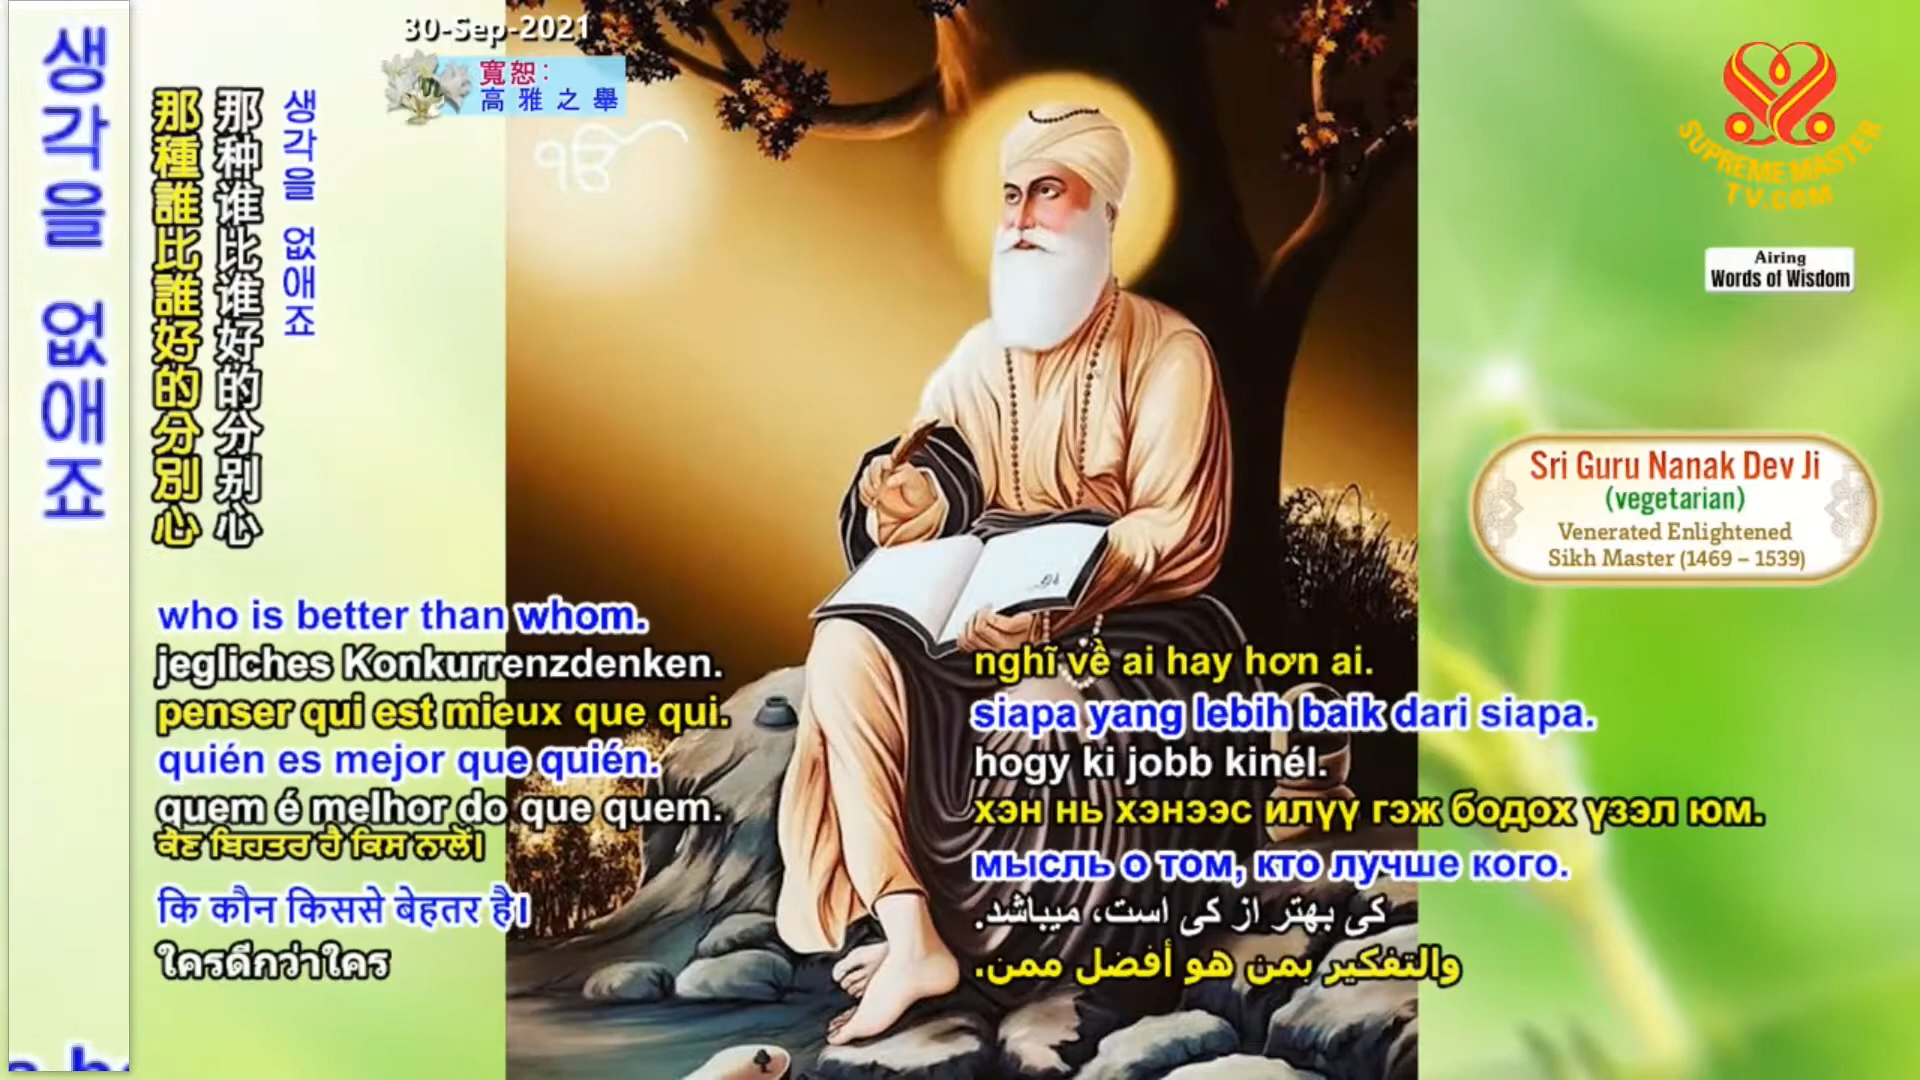 생각을 없애죠
30-Sep-2021
寬恕：
高雅之舉
那種誰比誰好的分別心
那种谁比谁好的分别心
생각을 없애죠
ੴ
SUPREME MASTER
TV.COM
Airing
Words of Wisdom
Sri Guru Nanak Dev Ji
(vegetarian)
Venerated Enlightened
Sikh Master (1469 – 1539)
who is better than whom.
jegliches Konkurrenzdenken.
penser qui est mieux que qui.
quién es mejor que quién.
quem é melhor do que quem.
ਕੌਣ ਬਿਹਤਰ ਹੈ ਕਿਸ ਨਾਲੋਂ।
कि कौन किससे बेहतर है।
ใครดีกว่าใคร
nghĩ về ai hay hơn ai.
siapa yang lebih baik dari siapa.
hogy ki jobb kinél.
хэн нь хэнээс илүү гэж бодох үзэл юм.
мысль о том, кто лучше кого.
کی بهتر از کی است، میباشد.
والتفكير بمن هو أفضل ممن.